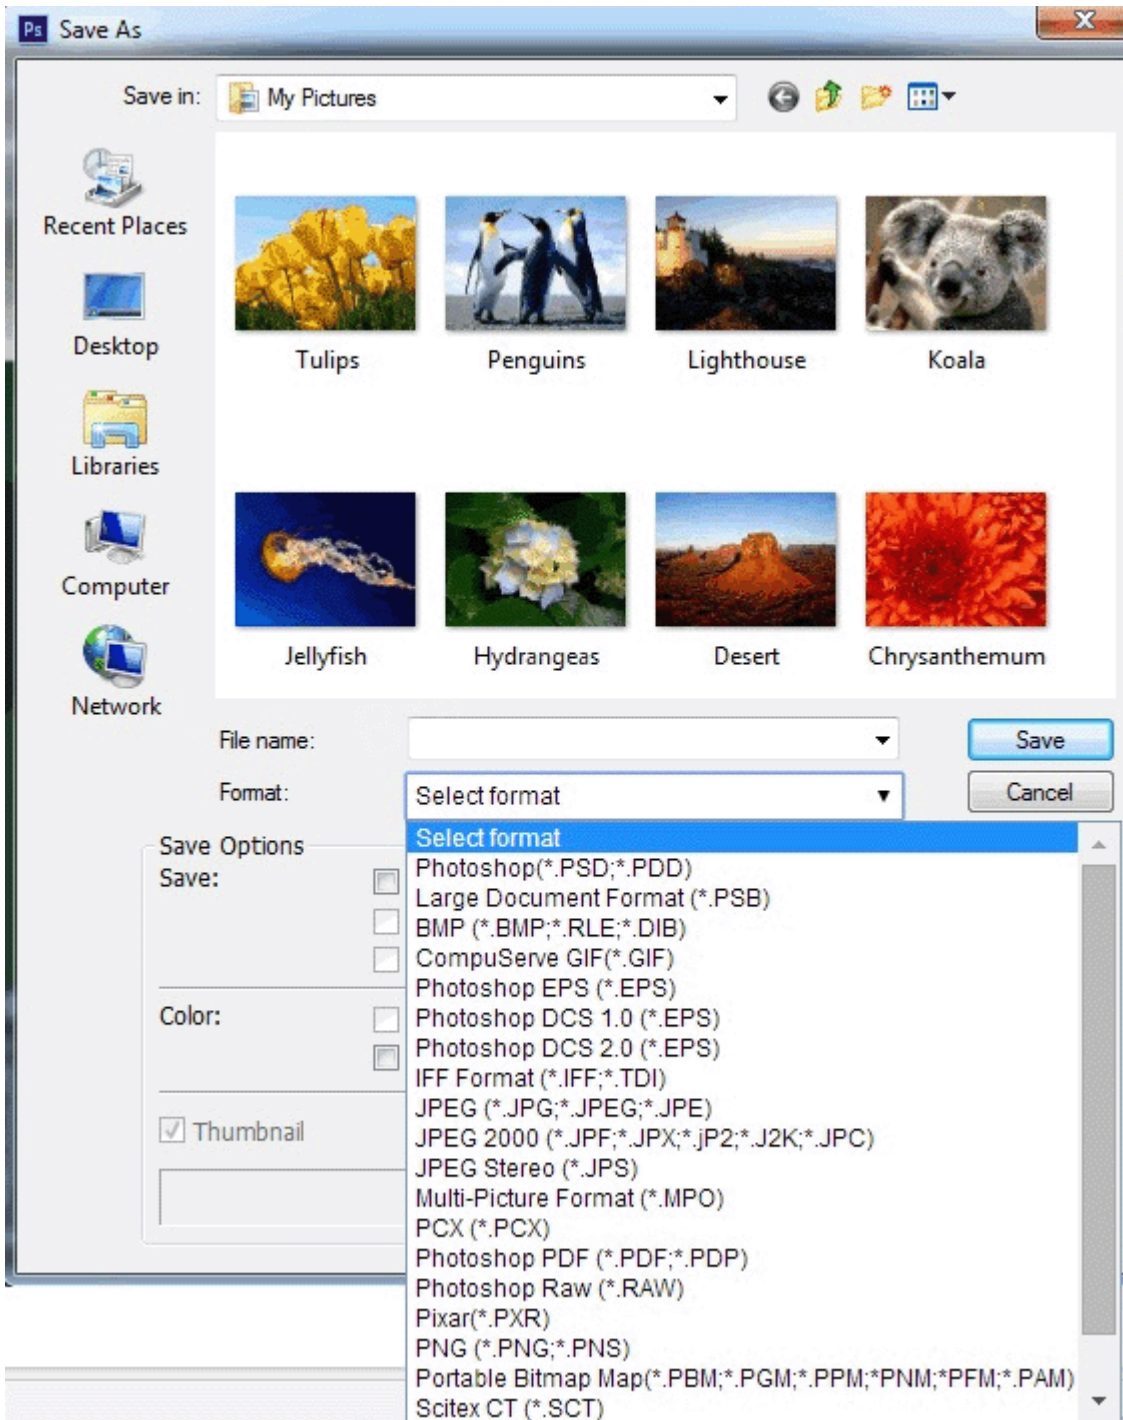 Ps Save As
Save in: My Pictures
Recent Places
Desktop
Libraries
Computer
Network
Tulips Penguins Lighthouse Koala
Jellyfish Hydrangeas Desert Chrysanthemum
File name: Save
Format: Select format Cancel
Save Options
Save:
Color:
Thumbnail
Select format
Photoshop(*.PSD;*.PDD)
Large Document Format (*.PSB)
BMP (*.BMP;*.RLE;*.DIB)
CompuServe GIF(*.GIF)
Photoshop EPS (*.EPS)
Photoshop DCS 1.0 (*.EPS)
Photoshop DCS 2.0 (*.EPS)
IFF Format (*.IFF;*.TDI)
JPEG (*.JPG;*.JPEG;*.JPE)
JPEG 2000 (*.JPF;*.JPX;*.jP2;*.J2K;*.JPC)
JPEG Stereo (*.JPS)
Multi-Picture Format (*.MPO)
PCX (*.PCX)
Photoshop PDF (*.PDF;*.PDP)
Photoshop Raw (*.RAW)
Pixar(*.PXR)
PNG (*.PNG;*.PNS)
Portable Bitmap Map(*.PBM;*.PGM;*.PPM;*PNM;*PFM;*.PAM)
Scitex CT (*.SCT)